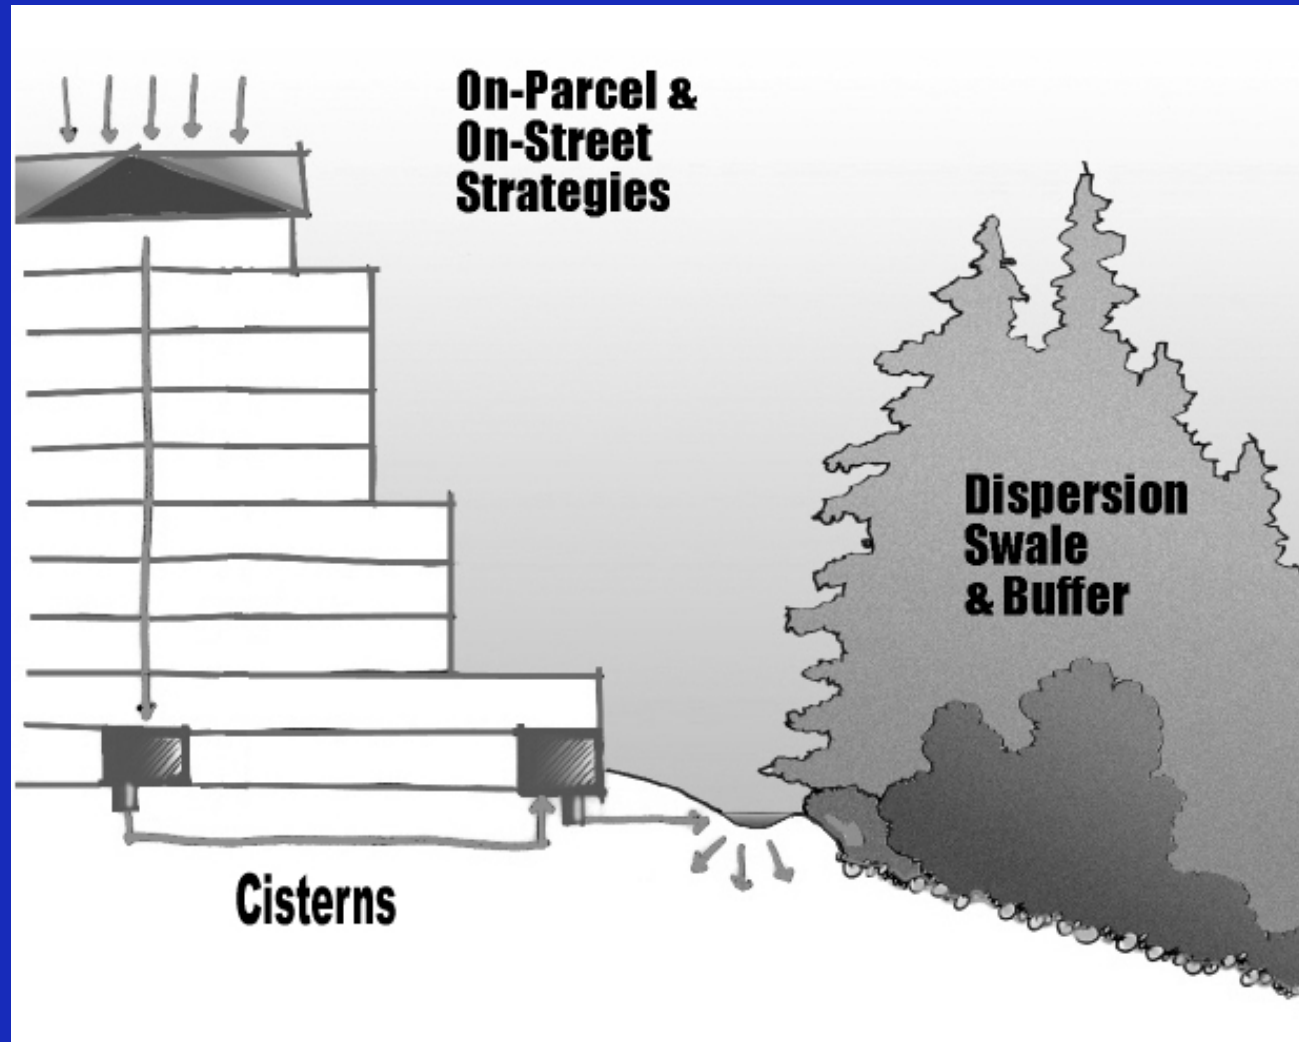 On-Parcel &
On-Street
Strategies
Dispersion
Swale
& Buffer
Cisterns